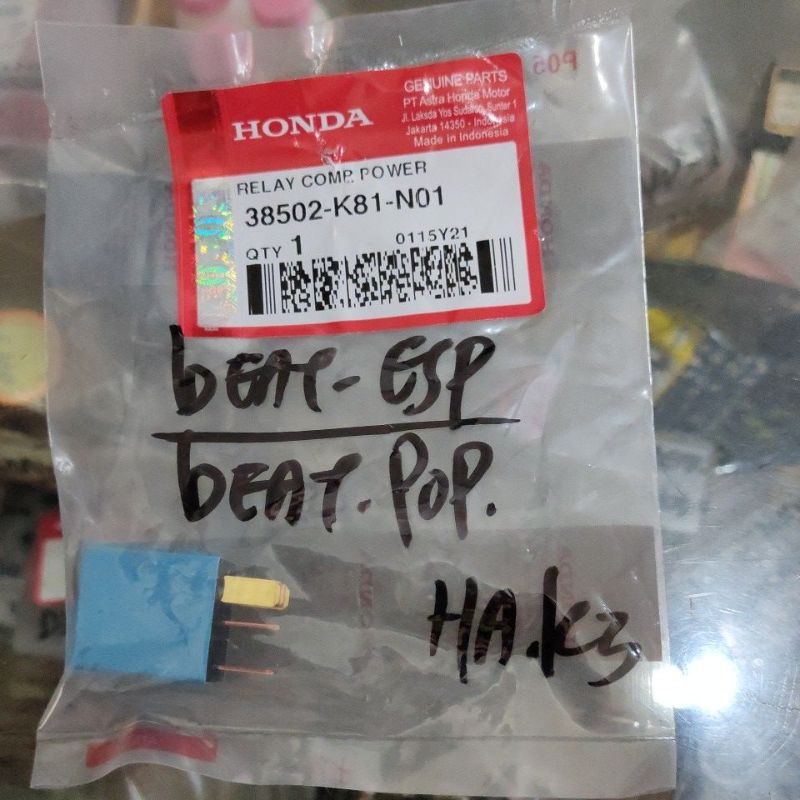 HONDA
GENUINE PARTS
PT Astra Honda Motor
Jl. Laksda Yos Sudarso, Sunter 1
Jakarta 14350 - Indonesia
Made in Indonesia
RELAY COMP. POWER
38502-K81-N01
QTY 1
0115Y21
bEAT - ESP
bEAT. POP.
HA.K3